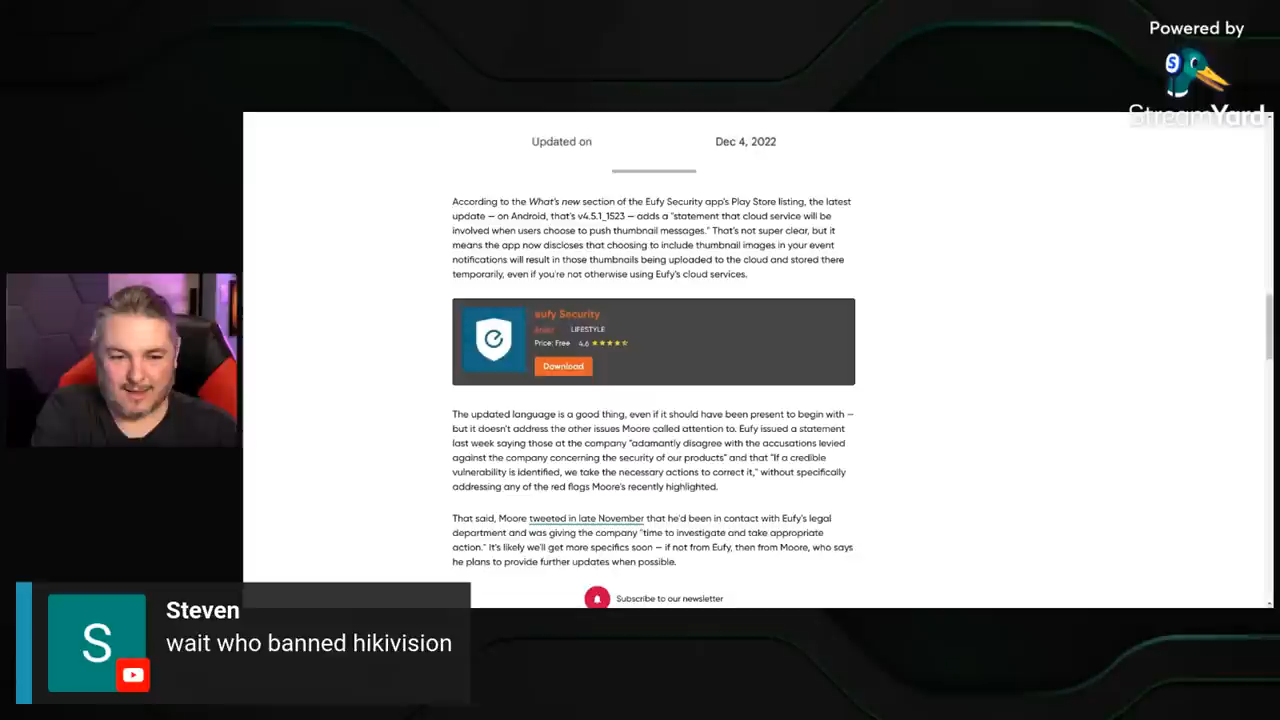 Powered by
S
StreamYard
Updated on Dec 4, 2022
According to the What's new section of the Eufy Security app's Play Store listing, the latest
update — on Android, that's v4.5.1_1523 — adds a "statement that cloud service will be
involved when users choose to push thumbnail messages." That's not super clear, but it
means the app now discloses that choosing to include thumbnail images in your event
notifications will result in those thumbnails being uploaded to the cloud and stored there
temporarily, even if you're not otherwise using Eufy's cloud services.
eufy Security
LIFESTYLE
Price: Free 4.6
Download
The updated language is a good thing, even if it should have been present to begin with —
but it doesn't address the other issues Moore called attention to. Eufy issued a statement
last week saying those at the company "adamantly disagree with the accusations levied
against the company concerning the security of our products" and that "If a credible
vulnerability is identified, we take the necessary actions to correct it," without specifically
addressing any of the red flags Moore's recently highlighted.
That said, Moore tweeted in late November that he'd been in contact with Eufy's legal
department and was giving the company "time to investigate and take appropriate
action." It's likely we'll get more specifics soon — if not from Eufy, then from Moore, who says
he plans to provide further updates when possible.
Subscribe to our newsletter
S
Steven
wait who banned hikivision